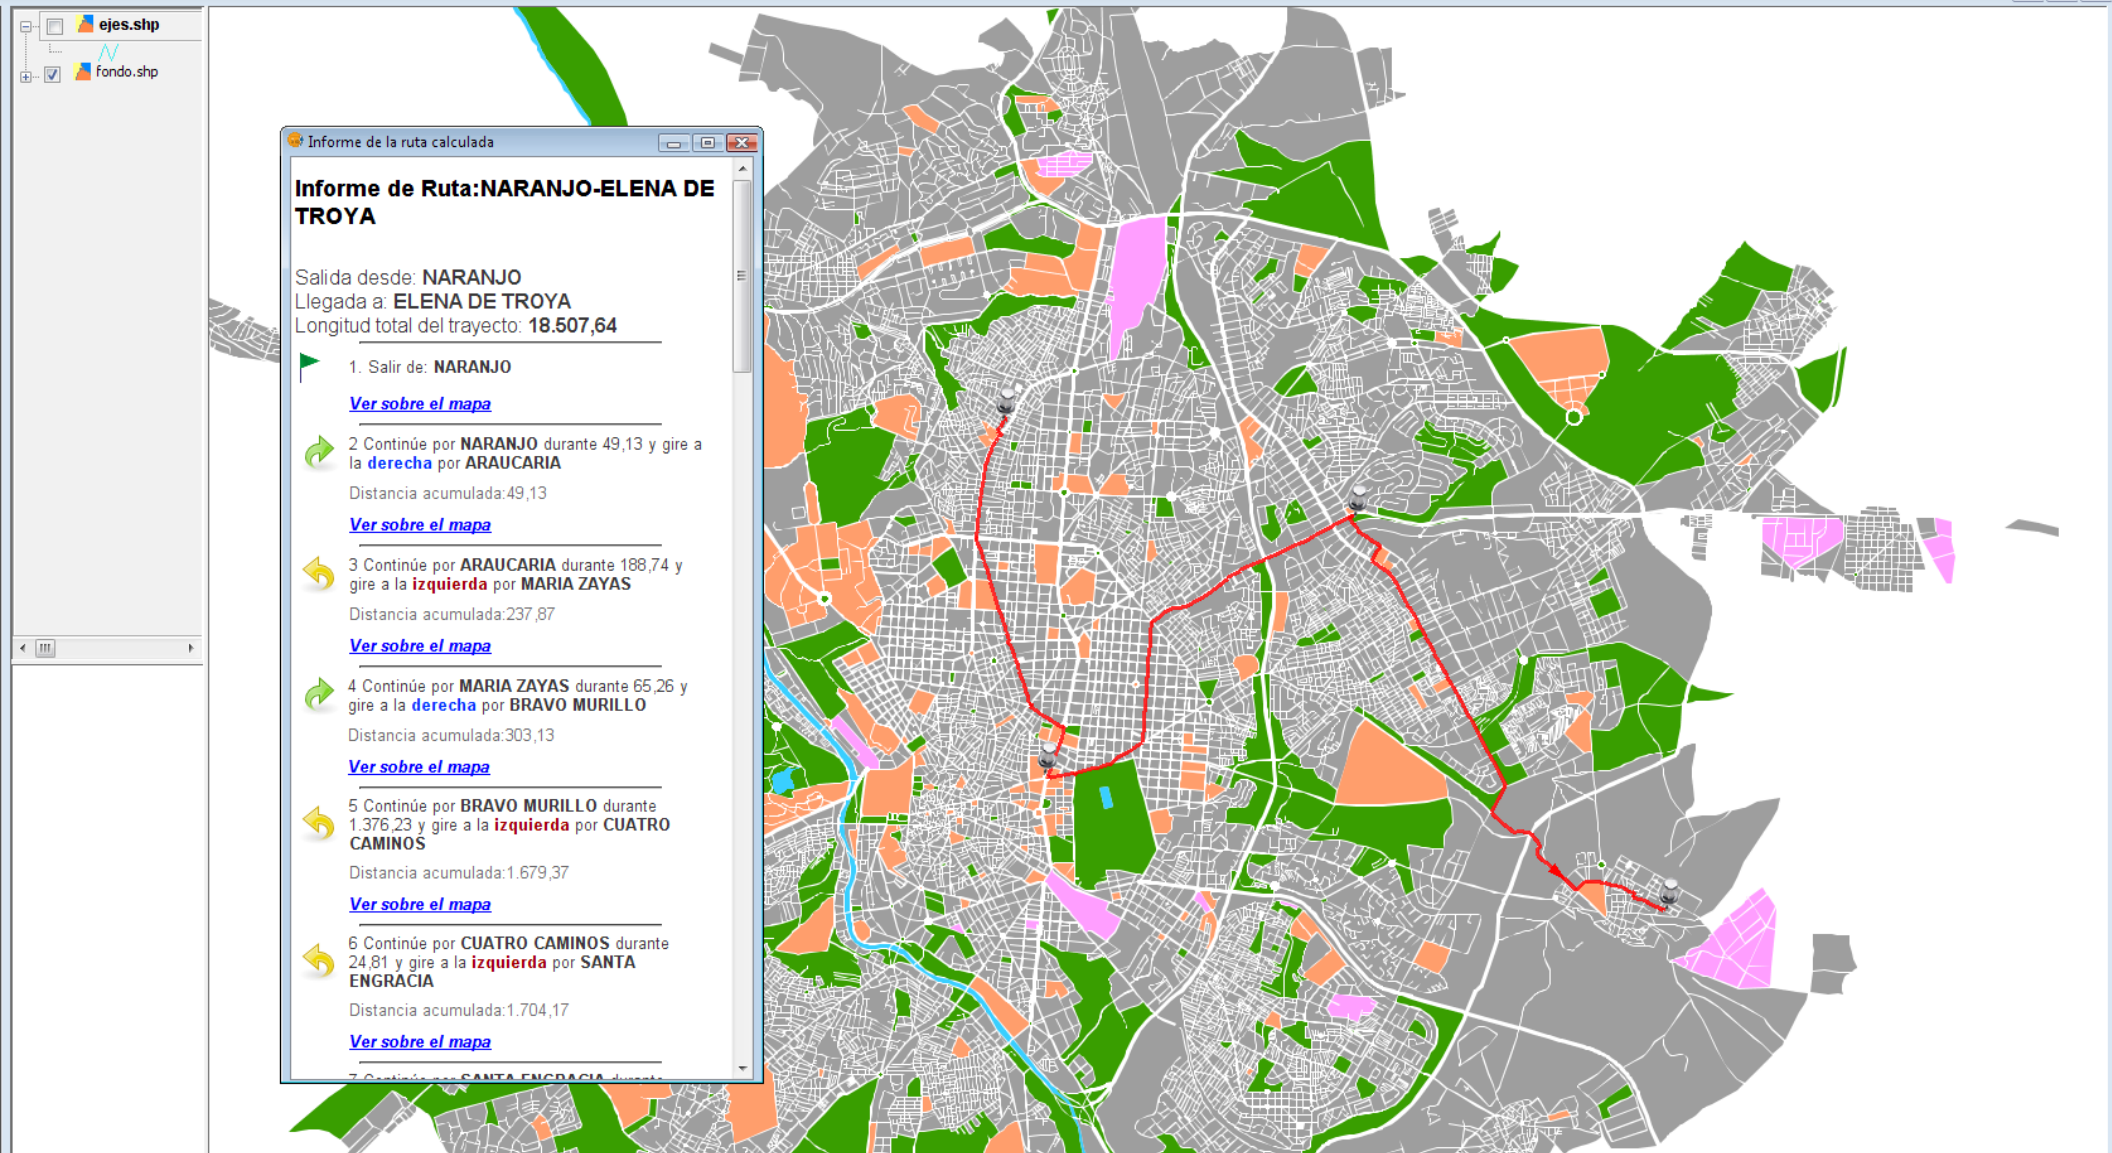 ejes.shp
fondo.shp
Informe de la ruta calculada
Informe de Ruta:NARANJO-ELENA DE
TROYA
Salida desde: NARANJO
Llegada a: ELENA DE TROYA
Longitud total del trayecto: 18.507,64
1. Salir de: NARANJO
Ver sobre el mapa
2 Continúe por NARANJO durante 49,13 y gire a
la derecha por ARAUCARIA
Distancia acumulada:49,13
Ver sobre el mapa
3 Continúe por ARAUCARIA durante 188,74 y
gire a la izquierda por MARIA ZAYAS
Distancia acumulada:237,87
Ver sobre el mapa
4 Continúe por MARIA ZAYAS durante 65,26 y
gire a la derecha por BRAVO MURILLO
Distancia acumulada:303,13
Ver sobre el mapa
5 Continúe por BRAVO MURILLO durante
1.376,23 y gire a la izquierda por CUATRO
CAMINOS
Distancia acumulada:1.679,37
Ver sobre el mapa
6 Continúe por CUATRO CAMINOS durante
24,81 y gire a la izquierda por SANTA
ENGRACIA
Distancia acumulada:1.704,17
Ver sobre el mapa
7 Continúe por SANTA ENGRACIA durante